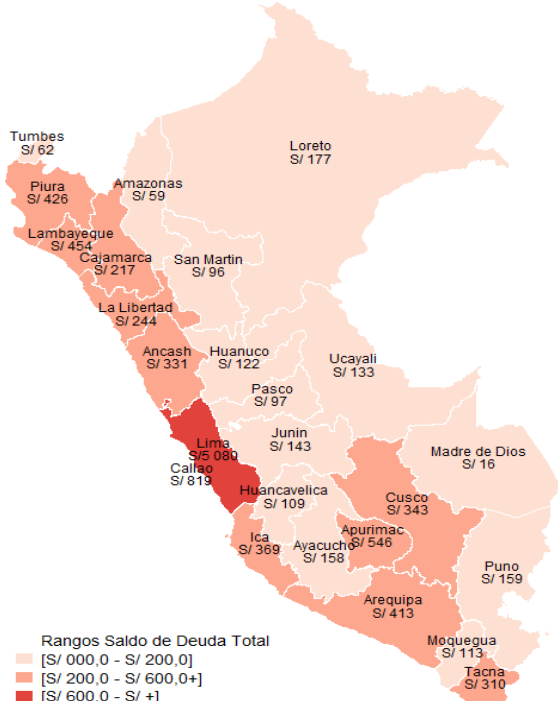 Tumbes
S/ 62
Loreto
S/ 177
Piura
S/ 426
Amazonas
S/ 59
Lambayeque
S/ 454
Cajamarca
S/ 217
San Martin
S/ 96
La Libertad
S/ 244
Ancash
S/ 331
Huanuco
S/ 122
Ucayali
S/ 133
Pasco
S/ 97
Lima
S/5 080
Junin
S/ 143
Madre de Dios
S/ 16
Callao
S/ 819
Huancavelica
S/ 109
Cusco
S/ 343
Ica
S/ 369
Ayacucho
S/ 158
Apurimac
S/ 546
Puno
S/ 159
Arequipa
S/ 413
Moquegua
S/ 113
Tacna
S/ 310
Rangos Saldo de Deuda Total
[S/ 000,0 - S/ 200,0]
[S/ 200,0 - S/ 600,0+]
[S/ 600,0 - S/ +]